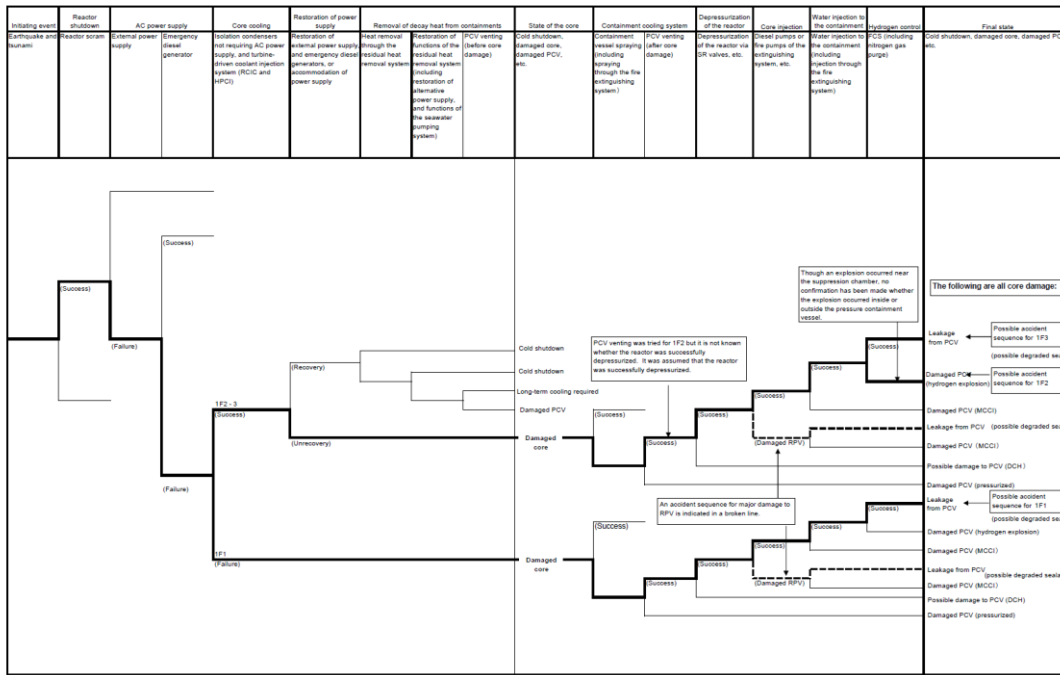 Initiating event
Reactor shutdown
AC power supply
Core cooling
Restoration of power supply
Removal of decay heat from containments
State of the core
Containment cooling system
Depressurization of the reactor
Core injection
Water injection to the containment
Hydrogen control
Final state
Earthquake and tsunami
Reactor soram
External power supply
Emergency diesel generator
Isolation condensers not requiring AC power supply, and turbine-driven coolant injection system (RCIC and HPCI)
Restoration of external power supply, and emergency diesel generators, or accommodation of power supply
Heat removal through the residual heat removal system
Restoration of functions of the residual heat removal system (including restoration of alternative power supply, and functions of the seawater pumping system)
PCV venting (before core damage)
Cold shutdown, damaged core, damaged PCV, etc.
Containment vessel spraying (including spraying through the fire extinguishing system)
PCV venting (after core damage)
Depressurization of the reactor via SR valves, etc.
Diesel pumps or fire pumps of the extinguishing system, etc.
Water injection to the containment (including injection through the fire extinguishing system)
FCS (including nitrogen gas purge)
Cold shutdown, damaged core, damaged PC
etc.
(Success)
(Success)
(Failure)
(Failure)
1F2 - 3
(Success)
(Recovery)
(Unrecovery)
1F1
(Failure)
Cold shutdown
Cold shutdown
Long-term cooling required
Damaged PCV
Damaged
core
Damaged
core
PCV venting was tried for 1F2 but it is not known
whether the reactor was successfully
depressurized. It was assumed that the reactor
was successfully depressurized.
Though an explosion occurred near
the suppression chamber, no
confirmation has been made whether
the explosion occurred inside or
outside the pressure containment
vessel.
The following are all core damage:
(Success)
(Success)
(Success)
(Success)
(Success)
(Success)
(Damaged RPV)
Leakage
from PCV
Possible accident
sequence for 1F3
(possible degraded sea
Damaged PCV
(hydrogen explosion)
Possible accident
sequence for 1F2
Damaged PCV (MCCI)
Leakage from PCV (possible degraded sea
Damaged PCV (MCCI)
Possible damage to PCV (DCH)
Damaged PCV (pressurized)
An accident sequence for major damage to
RPV is indicated in a broken line.
(Success)
(Success)
(Success)
(Success)
(Success)
(Success)
(Damaged RPV)
Leakage
from PCV
Possible accident
sequence for 1F1
(possible degraded sea
Damaged PCV (hydrogen explosion)
Damaged PCV (MCCI)
Leakage from PCV
(possible degraded seala
Damaged PCV (MCCI)
Possible damage to PCV (DCH)
Damaged PCV (pressurized)